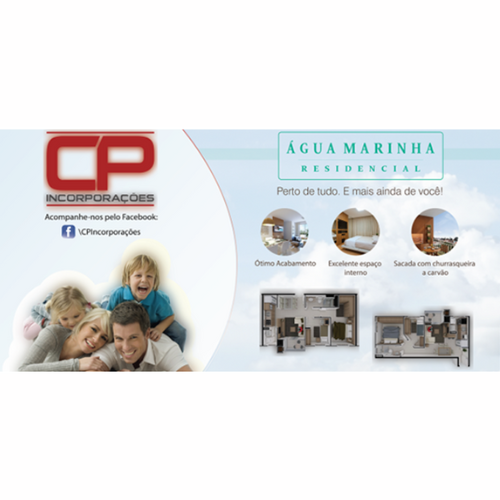 CP
INCORPORAÇÕES
Acompanhe-nos pelo Facebook:
f \CPIncorporações
ÁGUA MARINHA
RESIDENCIAL
Perto de tudo. E mais ainda de você!
Ótimo Acabamento
Excelente espaço
interno
Sacada com churrasqueira
a carvão